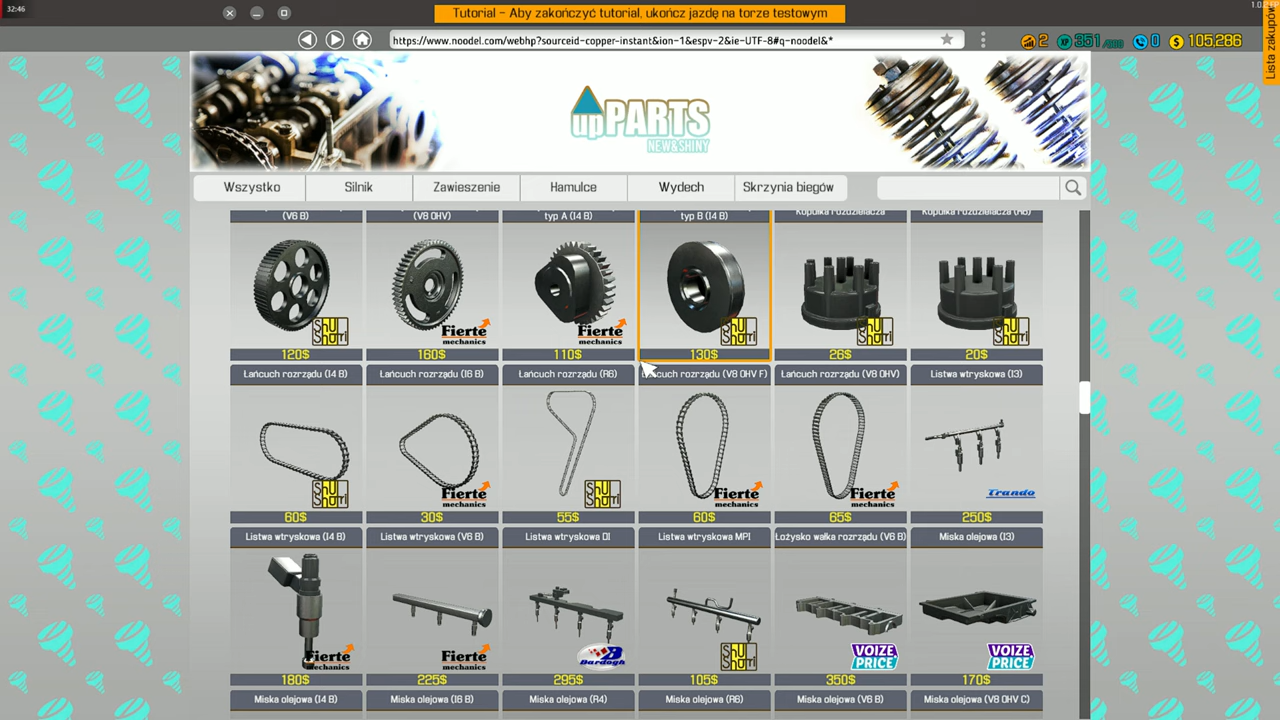 32:46
Tutorial - Aby zakończyć tutorial, ukończ jazdę na torze testowym
https://www.noodel.com/webhp?sourceid-copper-instant&ion-1&espv-2&ie-UTF-8#q-noodel&*
2 XP 351 0 $ 105,286
Lista zakupów
upPARTS
NEW&SHINY
Wszystko Silnik Zawieszenie Hamulce Wydech Skrzynia biegów
(V6 B) (V8 OHV) typ A (I4 B) typ B (I4 B) Kopułka rozdzielacza Kopułka rozdzielacza (R6)
Fierte mechanics Fierte mechanics
120$ 160$ 110$ 130$ 26$ 20$
Łańcuch rozrządu (I4 B) Łańcuch rozrządu (I6 B) Łańcuch rozrządu (R6) Łańcuch rozrządu (V8 OHV F) Łańcuch rozrządu (V8 OHV) Listwa wtryskowa (I3)
Fierte mechanics Fierte mechanics Fierte mechanics Trando
60$ 30$ 55$ 60$ 65$ 250$
Listwa wtryskowa (I4 B) Listwa wtryskowa (V6 B) Listwa wtryskowa DI Listwa wtryskowa MPI Łożysko wałka rozrządu (V6 B) Miska olejowa (I3)
Fierte mechanics Fierte mechanics Bardogh VOIZE PRICE VOIZE PRICE
180$ 225$ 295$ 105$ 350$ 170$
Miska olejowa (I4 B) Miska olejowa (I6 B) Miska olejowa (R4) Miska olejowa (R6) Miska olejowa (V6 B) Miska olejowa (V8 OHV C)